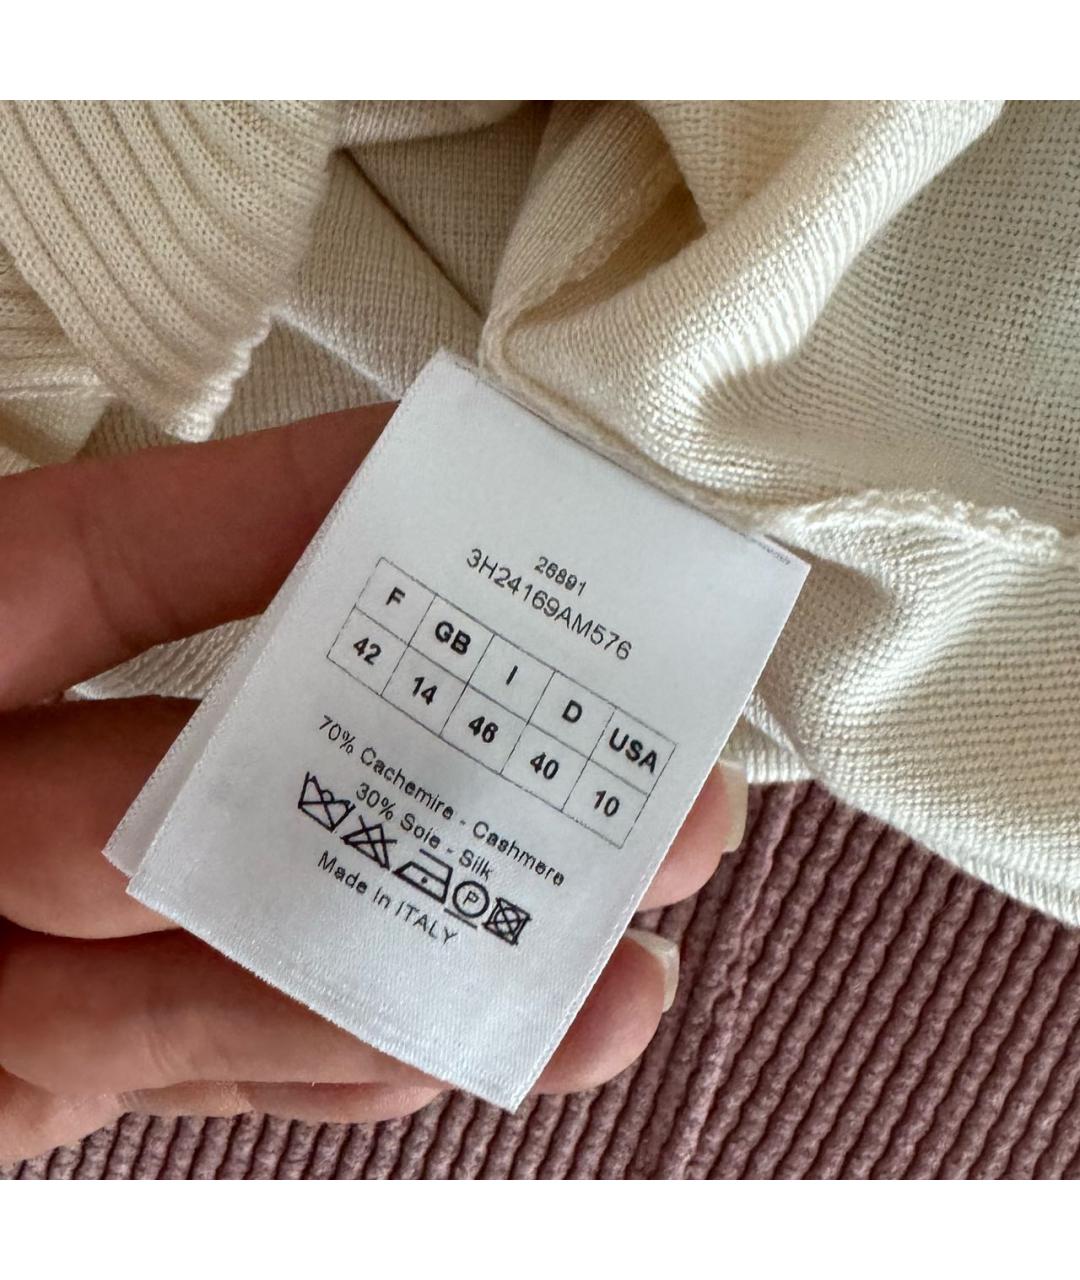 26891
3H24169AM576
F GB I D USA
42 14 46 40 10
70% Cachemire - Cashmere
30% Soie - Silk
P
Made In ITALY